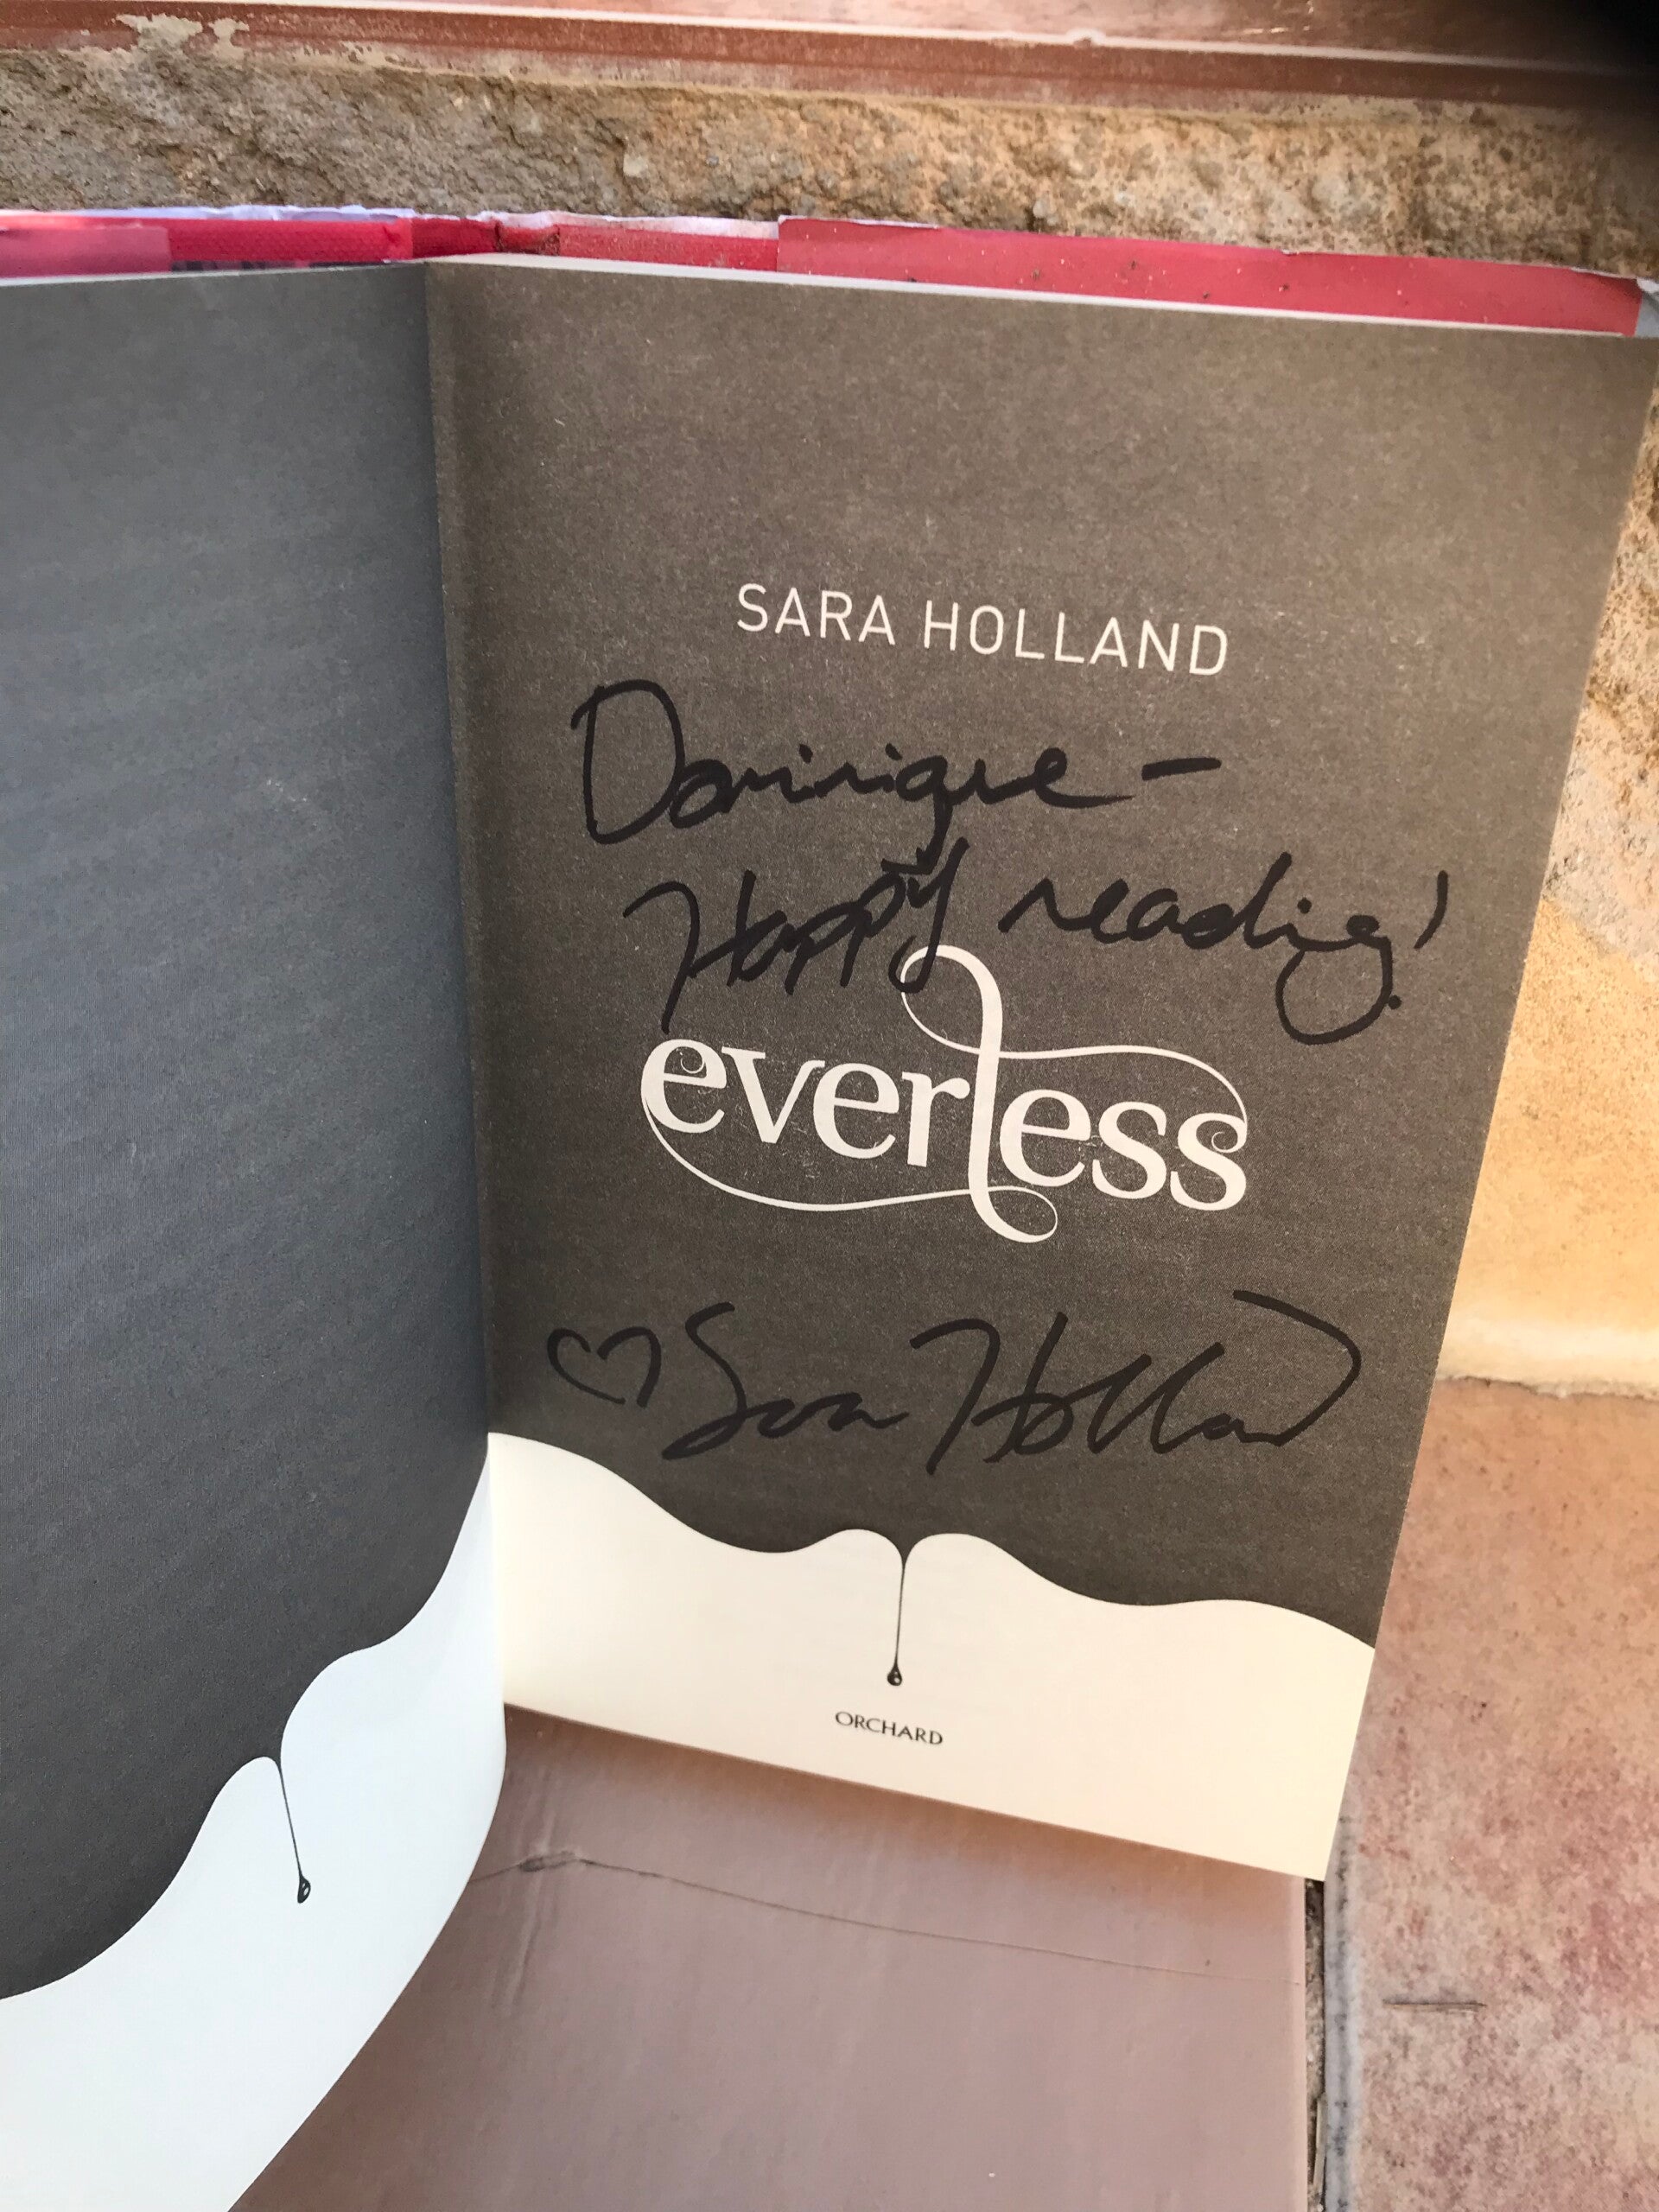 SARA HOLLAND
Dominique –
Happy reading!
everless
♡ Sara Holland
ORCHARD